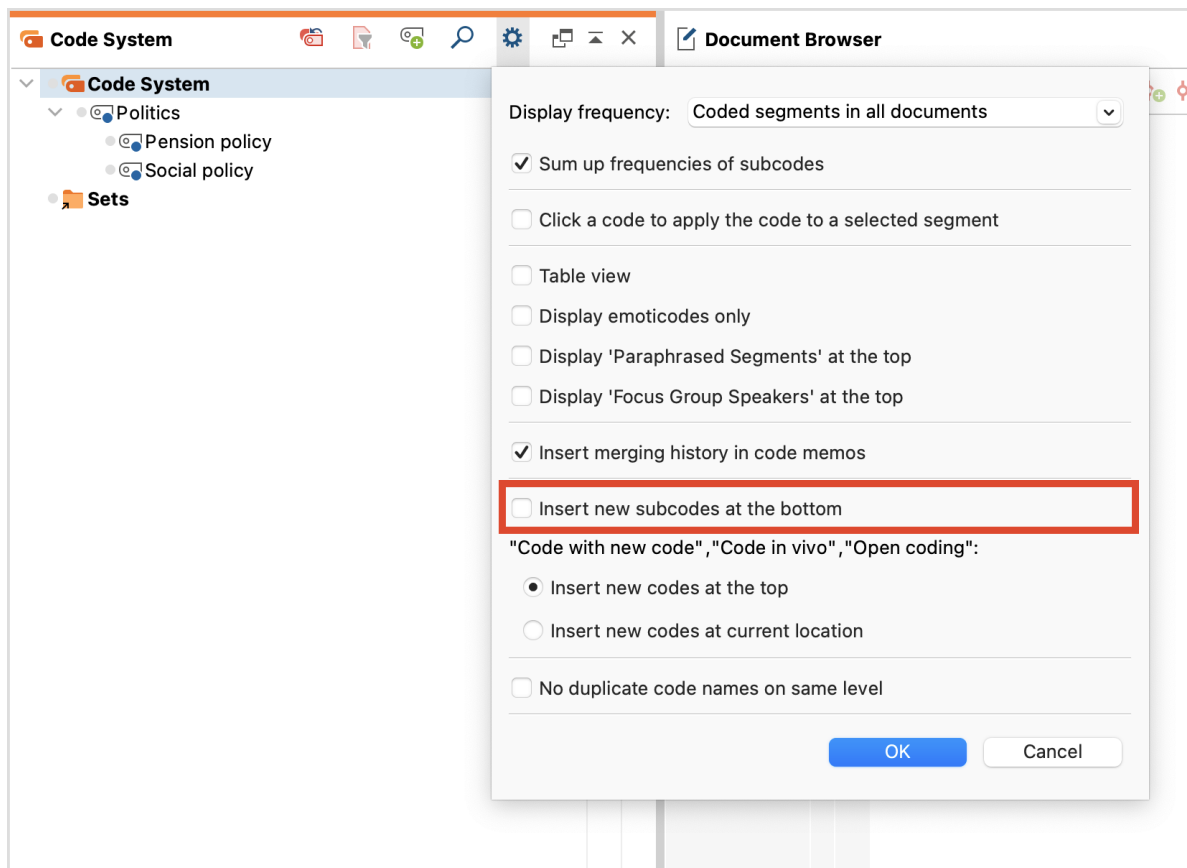 Code System
Document Browser
Code System
Politics
Pension policy
Social policy
Sets
Display frequency: Coded segments in all documents
Sum up frequencies of subcodes
Click a code to apply the code to a selected segment
Table view
Display emoticodes only
Display 'Paraphrased Segments' at the top
Display 'Focus Group Speakers' at the top
Insert merging history in code memos
Insert new subcodes at the bottom
"Code with new code","Code in vivo","Open coding":
Insert new codes at the top
Insert new codes at current location
No duplicate code names on same level
OK Cancel